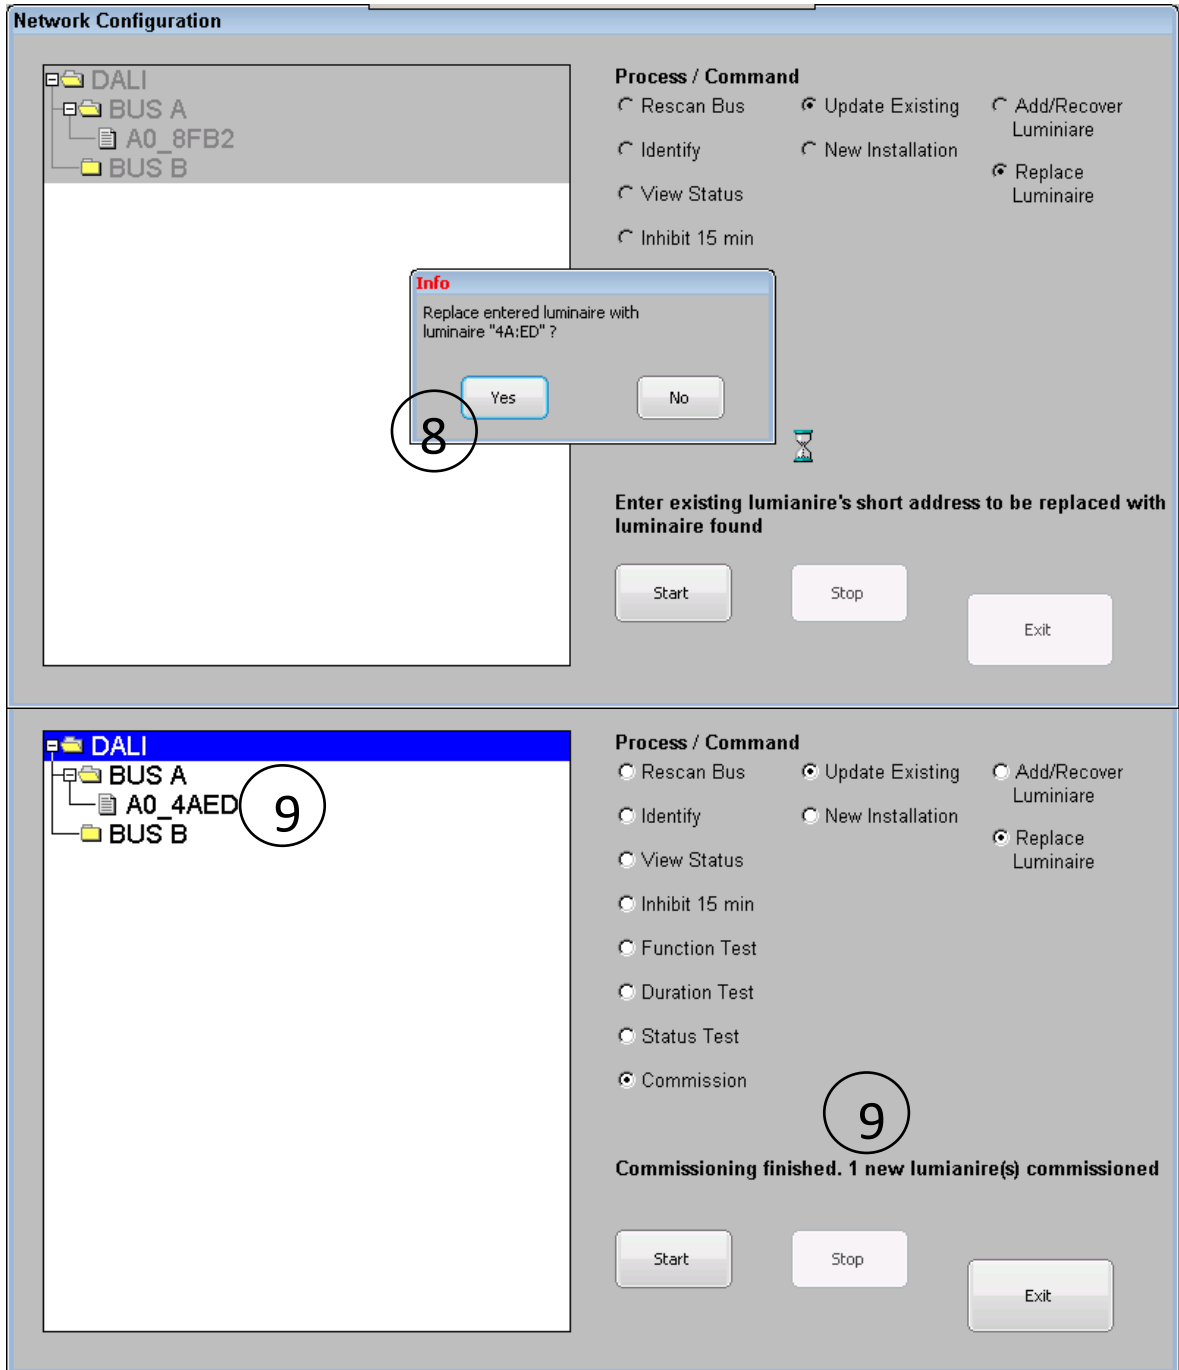 Network Configuration
DALI
BUS A
A0_8FB2
BUS B
Process / Command
Rescan Bus
Update Existing
Add/Recover
Luminiare
Identify
New Installation
Replace
Luminaire
View Status
Inhibit 15 min
Info
Replace entered luminaire with
luminaire "4A:ED" ?
Yes
No
8
Enter existing lumianire's short address to be replaced with
luminaire found
Start
Stop
Exit
DALI
BUS A
A0_4AED
BUS B
9
Process / Command
Rescan Bus
Update Existing
Add/Recover
Luminiare
Identify
New Installation
Replace
Luminaire
View Status
Inhibit 15 min
Function Test
Duration Test
Status Test
Commission
9
Commissioning finished. 1 new lumianire(s) commissioned
Start
Stop
Exit